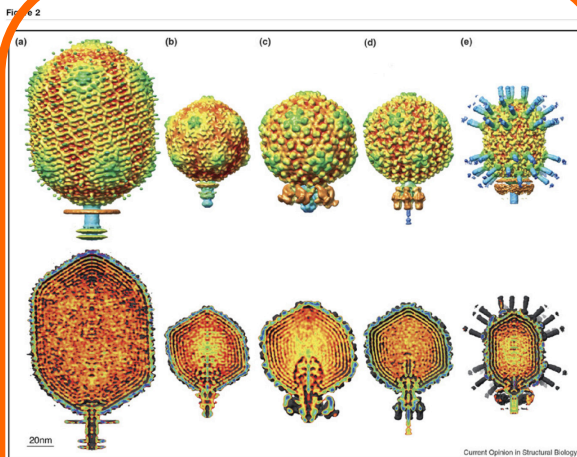 Figure 2
(a)
(b)
(c)
(d)
(e)
20nm
Current Opinion in Structural Biology